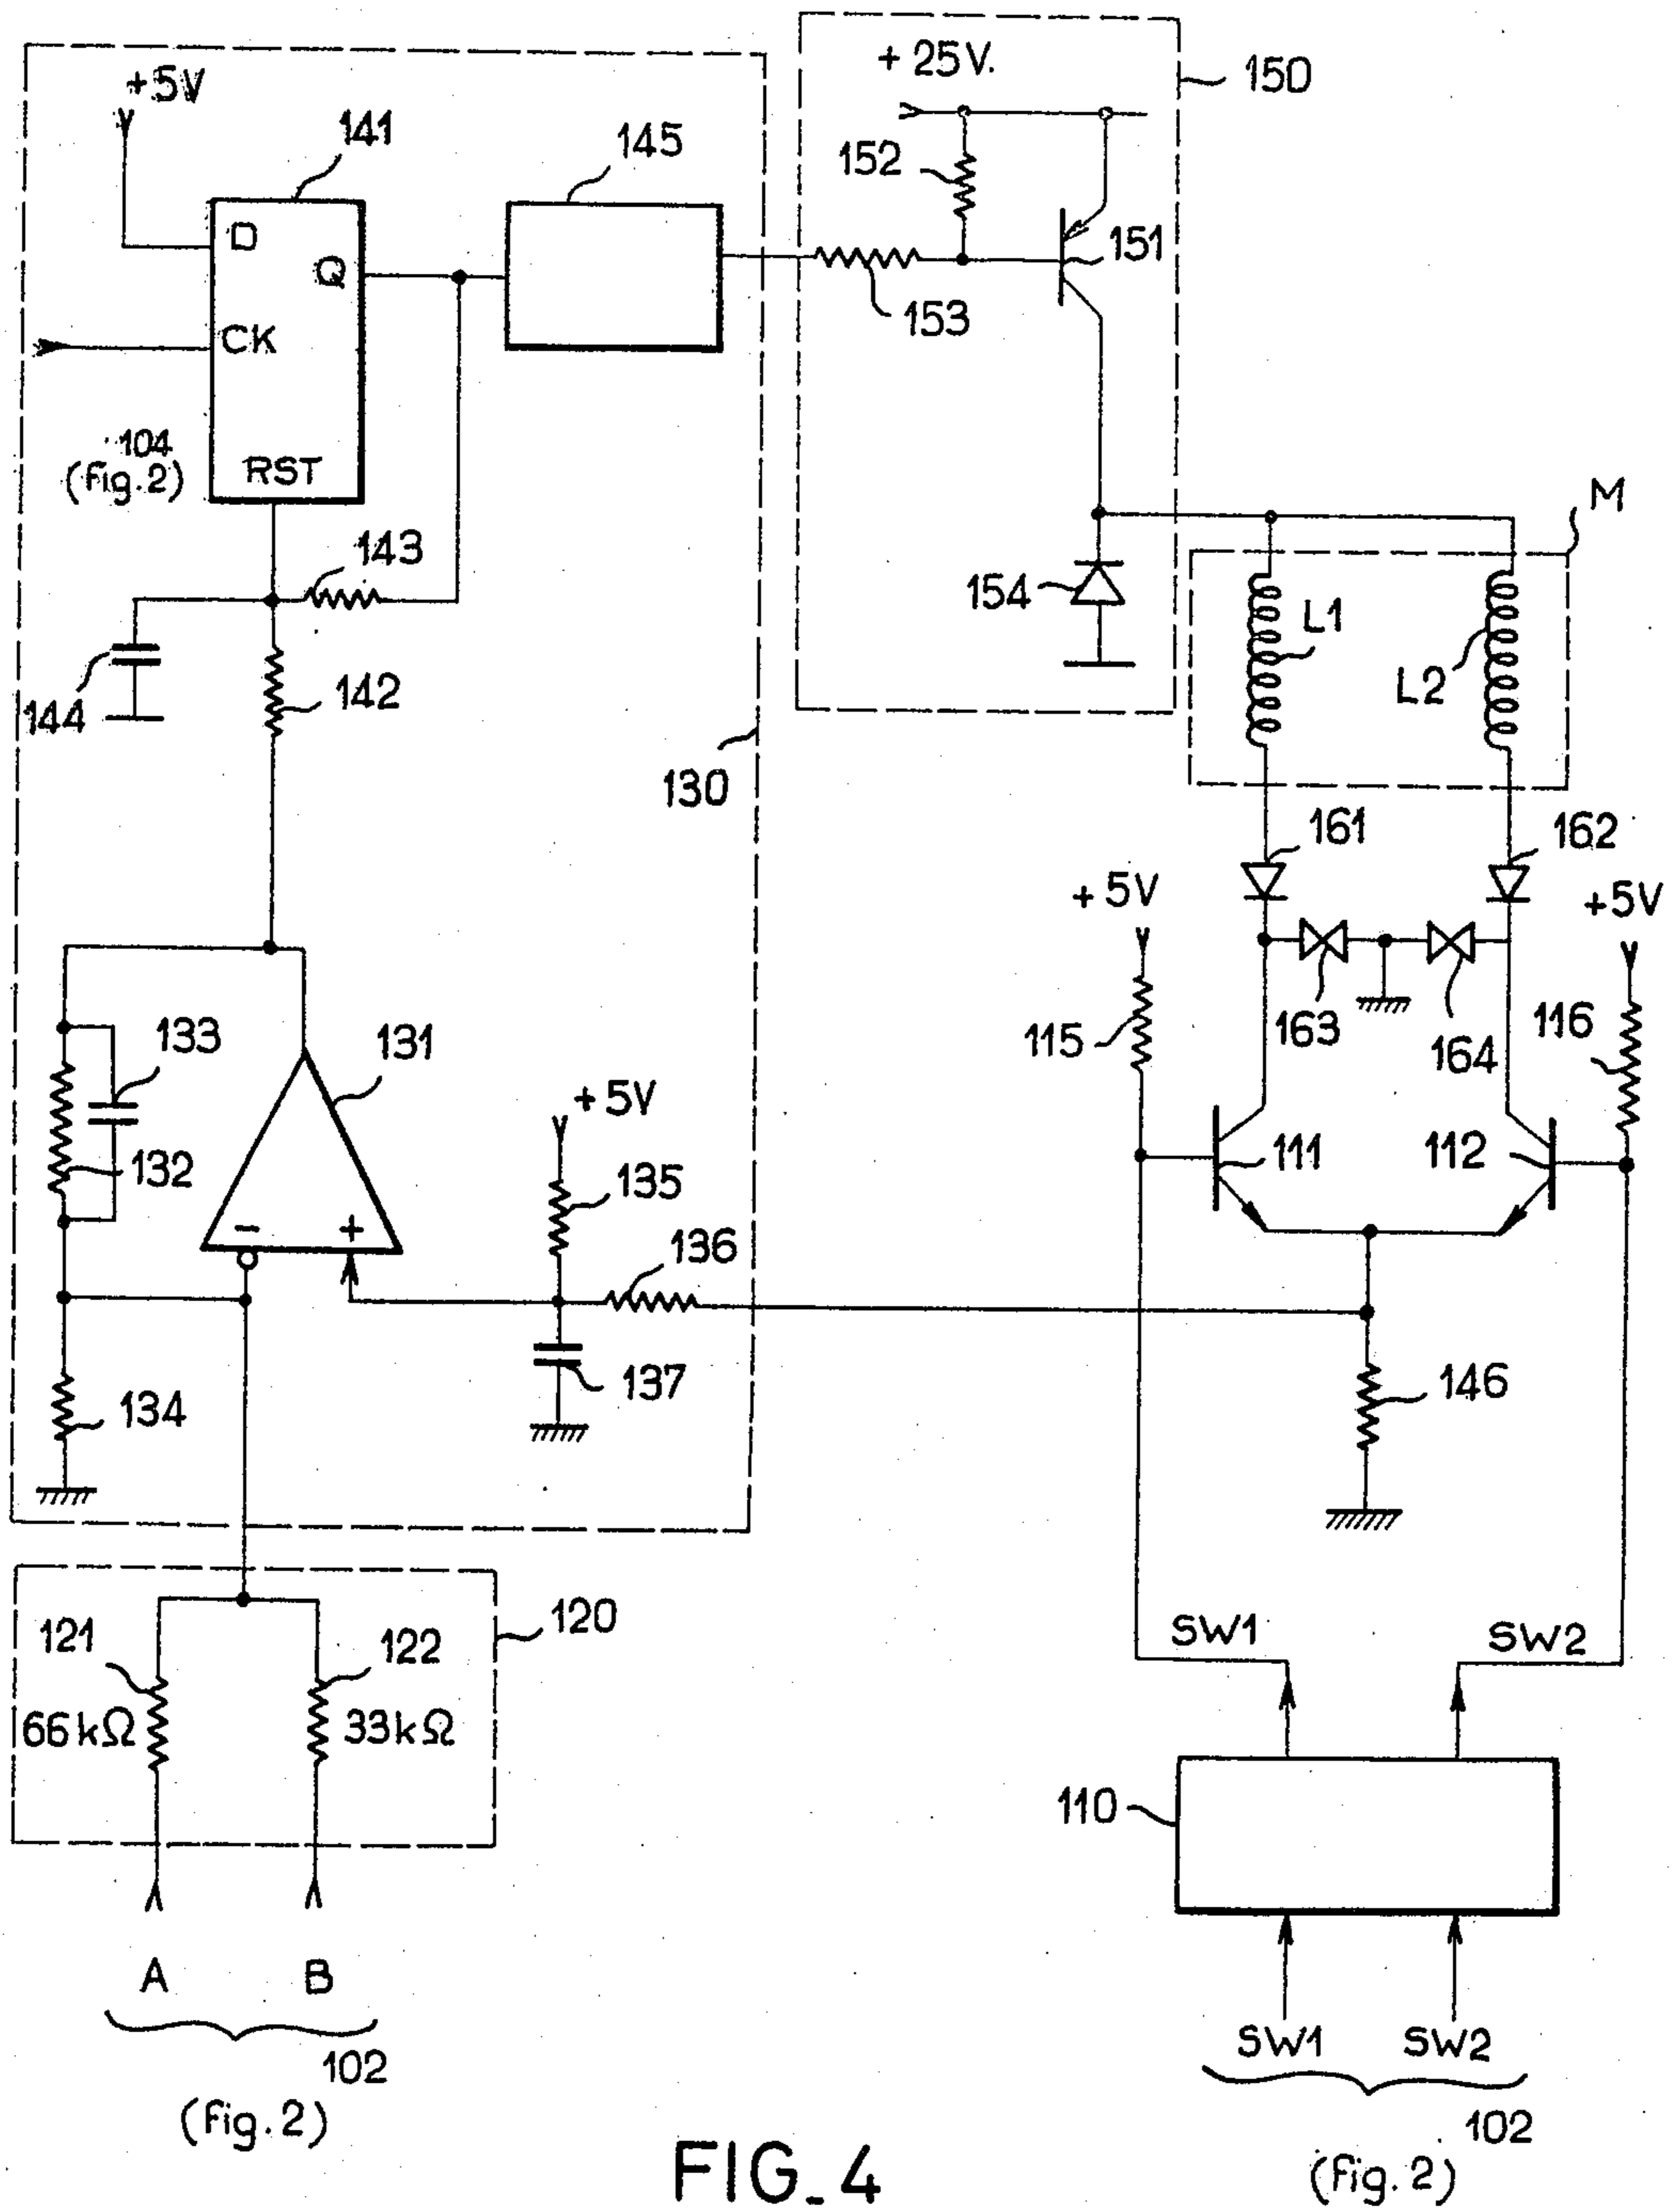 +5V
141
145
+25V.
150
D
Q
CK
152
151
153
104
(Fig.2)
RST
143
144
142
130
154
M
L1
L2
161
162
+5V
+5V
163
164
115
116
133
131
132
+5V
135
136
137
134
-
+
111
112
146
120
121
122
66kΩ
33kΩ
SW1
SW2
110
A
B
SW1
SW2
102
(Fig.2)
102
(Fig.2)
FIG_4